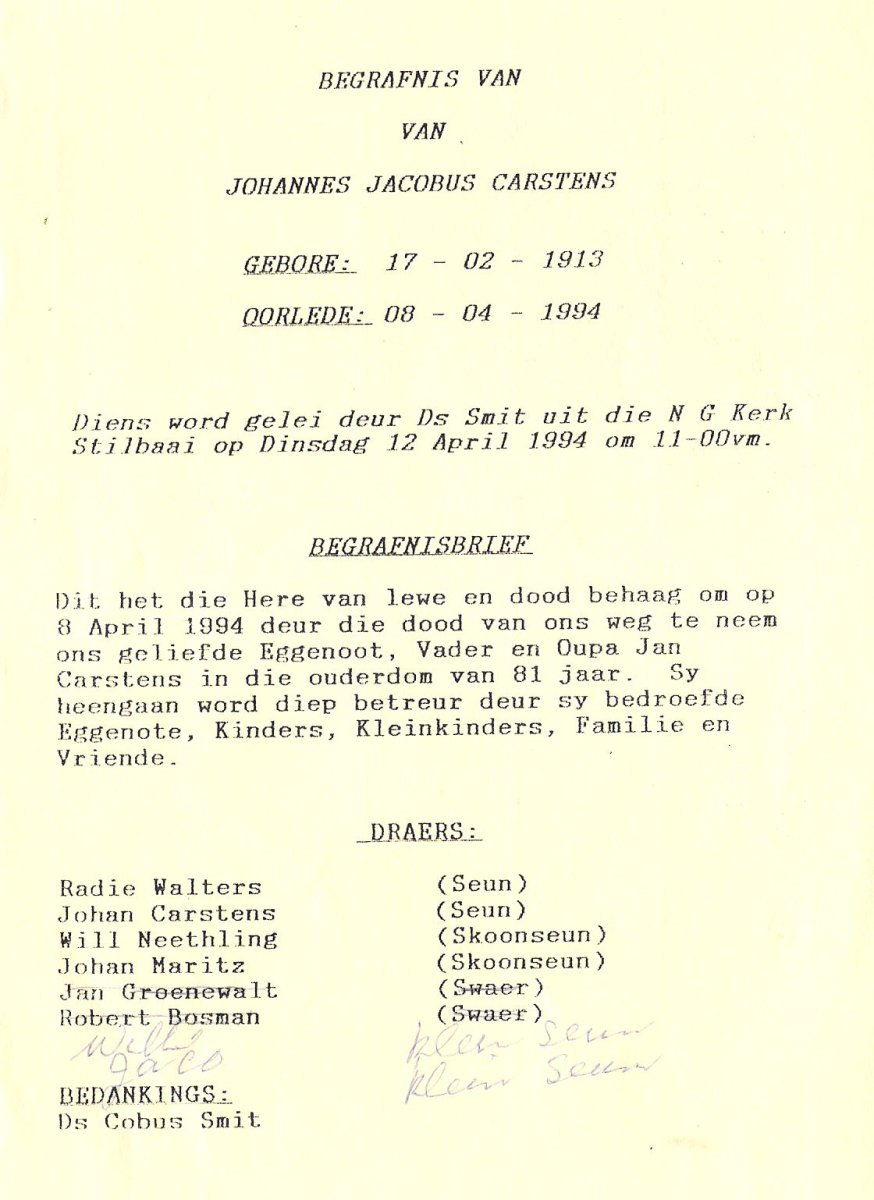 BEGRAFNIS VAN
VAN
JOHANNES JACOBUS CARSTENS
GEBORE: 17 - 02 - 1913
OORLEDE: 08 - 04 - 1994
Diens word gelei deur Ds Smit uit die N G Kerk
Stilbaai op Dinsdag 12 April 1994 om 11-00vm.
BEGRAFNISBRIEF
Dit het die Here van lewe en dood behaag om op
8 April 1994 deur die dood van ons weg te neem
ons geliefde Eggenoot, Vader en Oupa Jan
Carstens in die ouderdom van 81 jaar. Sy
heengaan word diep betreur deur sy bedroefde
Eggenote, Kinders, Kleinkinders, Familie en
Vriende.
DRAERS:
Radie Walters (Seun)
Johan Carstens (Seun)
Will Neethling (Skoonseun)
Johan Maritz (Skoonseun)
Jan Groenewalt (Swaer)
Robert Bosman (Swaer)
klein seun
Jaco klein seun
BEDANKINGS:
Ds Cobus Smit